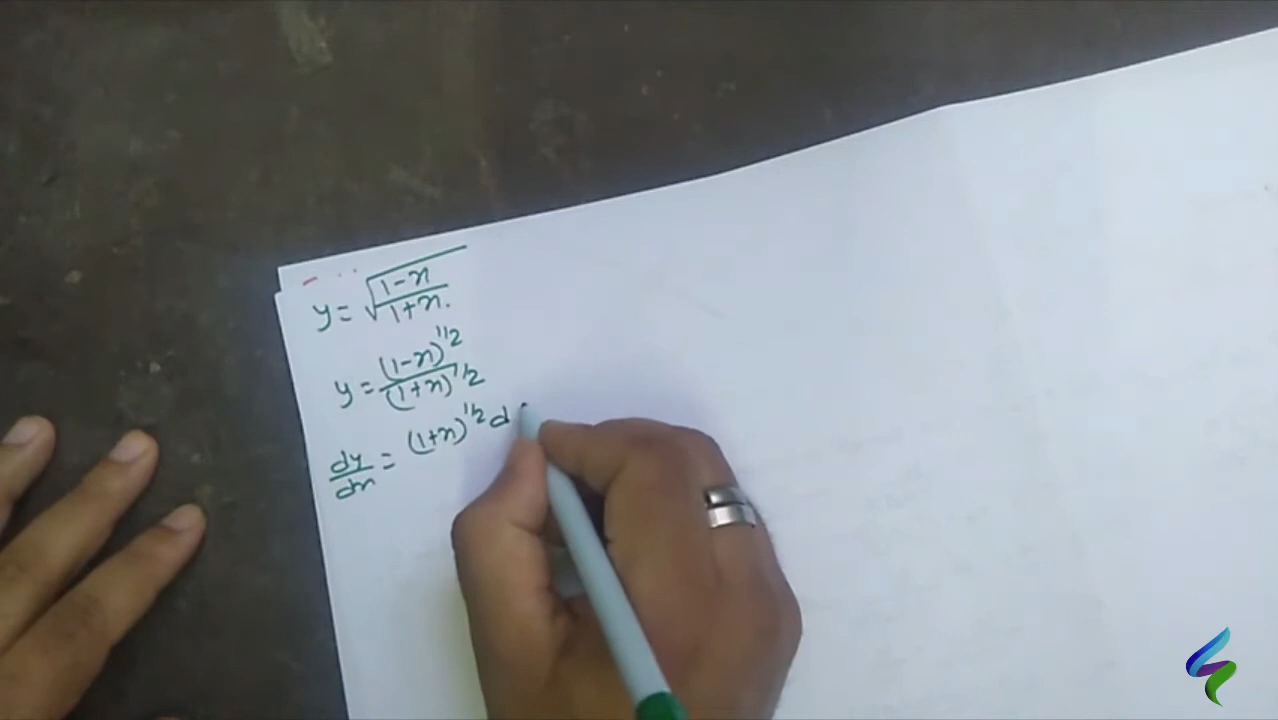 y = √(1-x)/(1+x).
y = (1-x)^1/2 / (1+x)^1/2
dy/dx = (1+x)^1/2 d